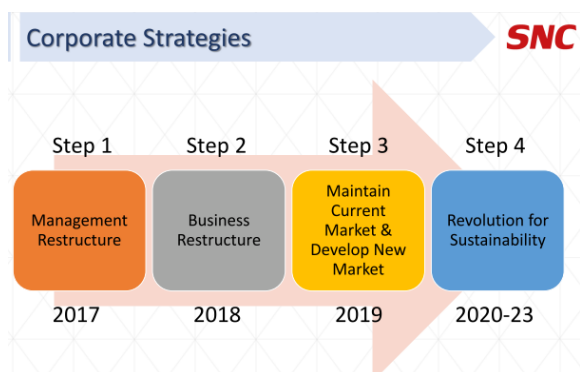 Corporate Strategies
SNC
Step 1
Step 2
Step 3
Step 4
Management
Restructure
Business
Restructure
Maintain
Current
Market &
Develop New
Market
Revolution for
Sustainability
2017
2018
2019
2020-23